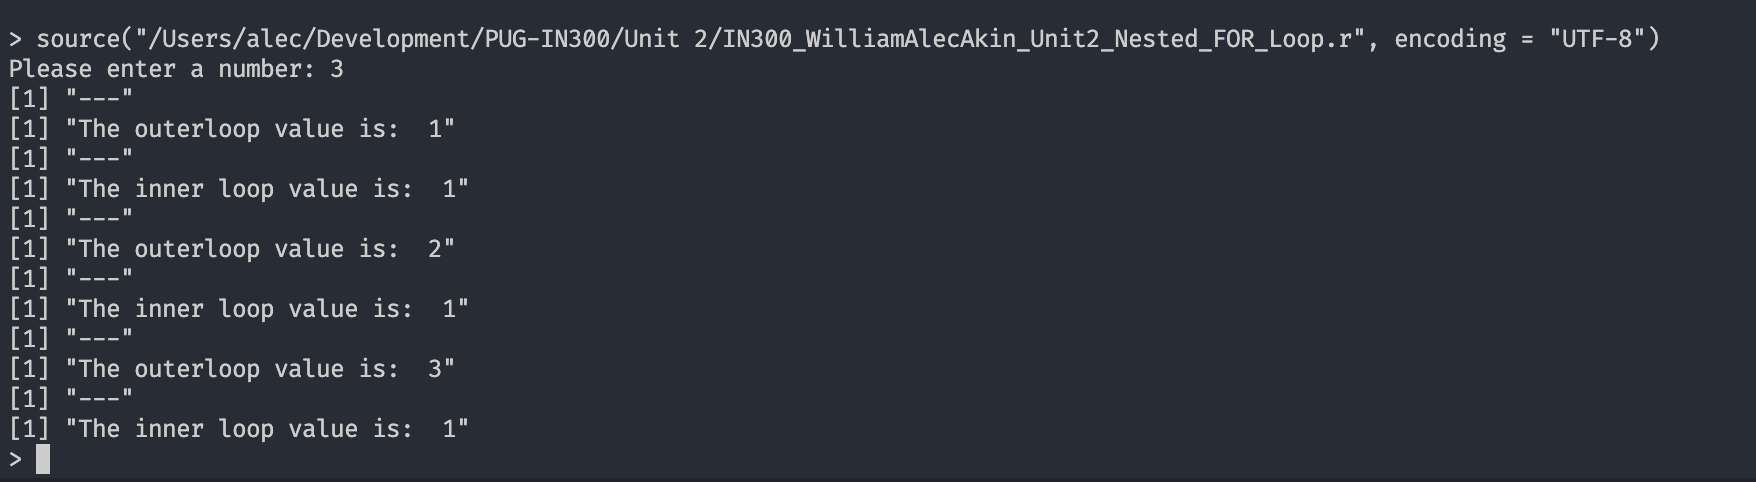 > source("/Users/alec/Development/PUG-IN300/Unit 2/IN300_WilliamAlecAkin_Unit2_Nested_FOR_Loop.r", encoding = "UTF-8")
Please enter a number: 3
[1] "---"
[1] "The outerloop value is:  1"
[1] "---"
[1] "The inner loop value is:  1"
[1] "---"
[1] "The outerloop value is:  2"
[1] "---"
[1] "The inner loop value is:  1"
[1] "---"
[1] "The outerloop value is:  3"
[1] "---"
[1] "The inner loop value is:  1"
>